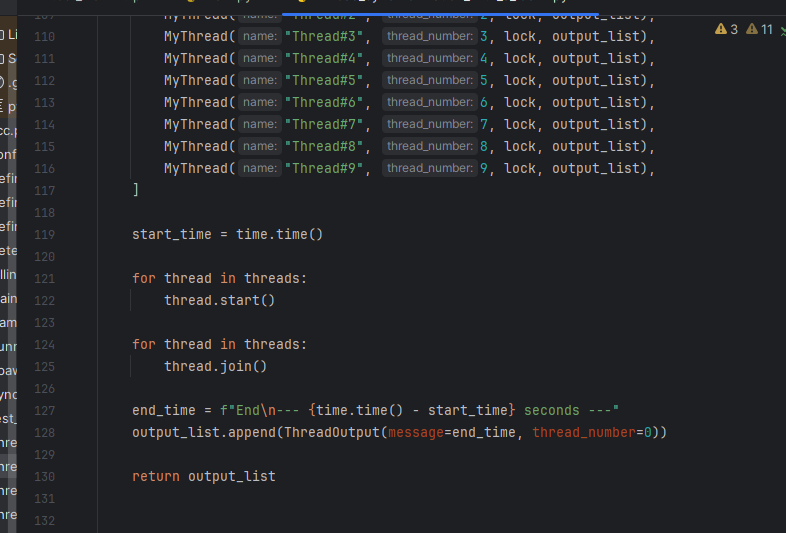 110 MyThread( name: "Thread#3", thread_number: 3, lock, output_list),
111 MyThread( name: "Thread#4", thread_number: 4, lock, output_list),
112 MyThread( name: "Thread#5", thread_number: 5, lock, output_list),
113 MyThread( name: "Thread#6", thread_number: 6, lock, output_list),
114 MyThread( name: "Thread#7", thread_number: 7, lock, output_list),
115 MyThread( name: "Thread#8", thread_number: 8, lock, output_list),
116 MyThread( name: "Thread#9", thread_number: 9, lock, output_list),
117 ]
118
119 start_time = time.time()
120
121 for thread in threads:
122 thread.start()
123
124 for thread in threads:
125 thread.join()
126
127 end_time = f"End\n--- {time.time() - start_time} seconds ---"
128 output_list.append(ThreadOutput(message=end_time, thread_number=0))
129
130 return output_list
131
132
3 11